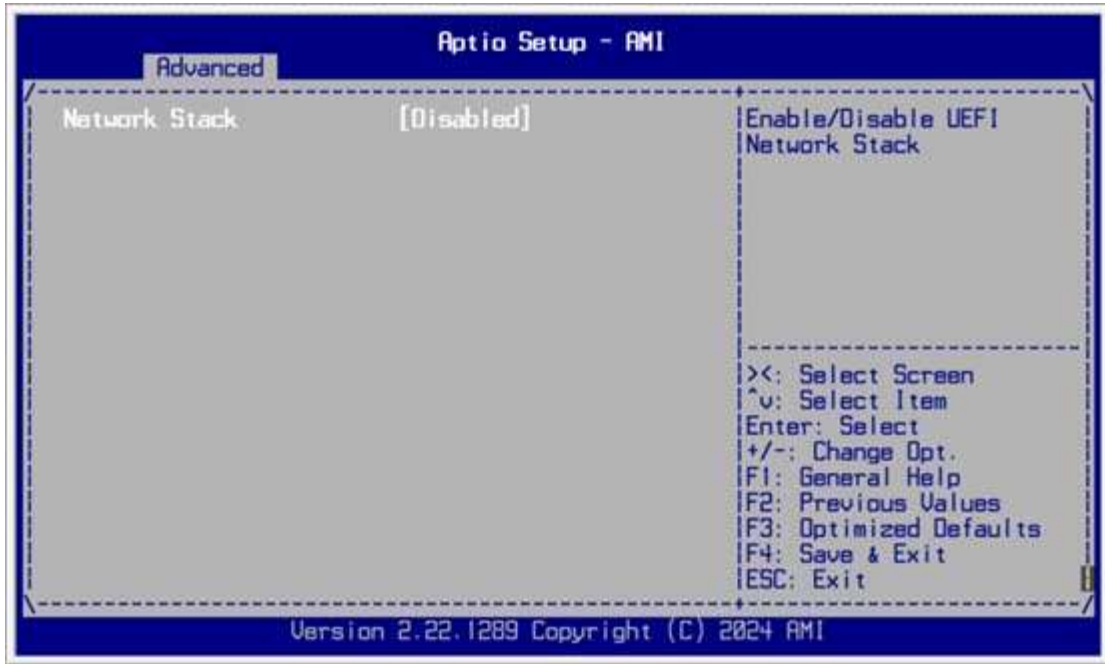 Aptio Setup - AMI
Advanced
Network Stack [Disabled]
Enable/Disable UEFI
Network Stack
><: Select Screen
^v: Select Item
Enter: Select
+/-: Change Opt.
F1: General Help
F2: Previous Values
F3: Optimized Defaults
F4: Save & Exit
ESC: Exit
Version 2.22.1289 Copyright (C) 2024 AMI